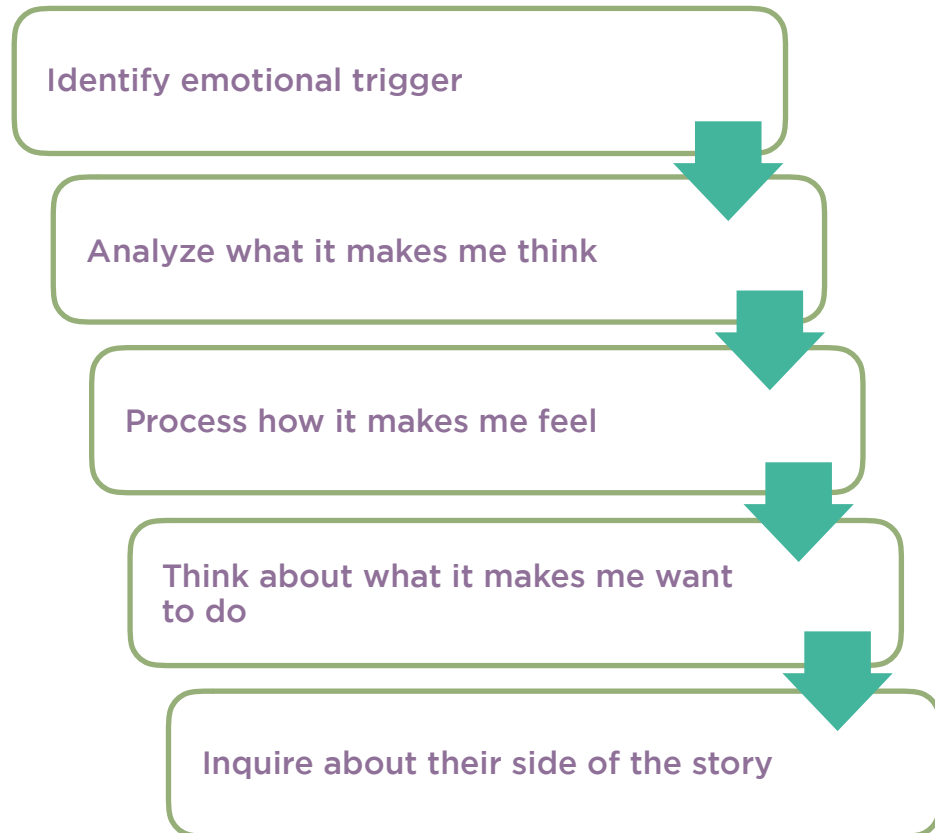 Identify emotional trigger
Analyze what it makes me think
Process how it makes me feel
Think about what it makes me want
to do
Inquire about their side of the story